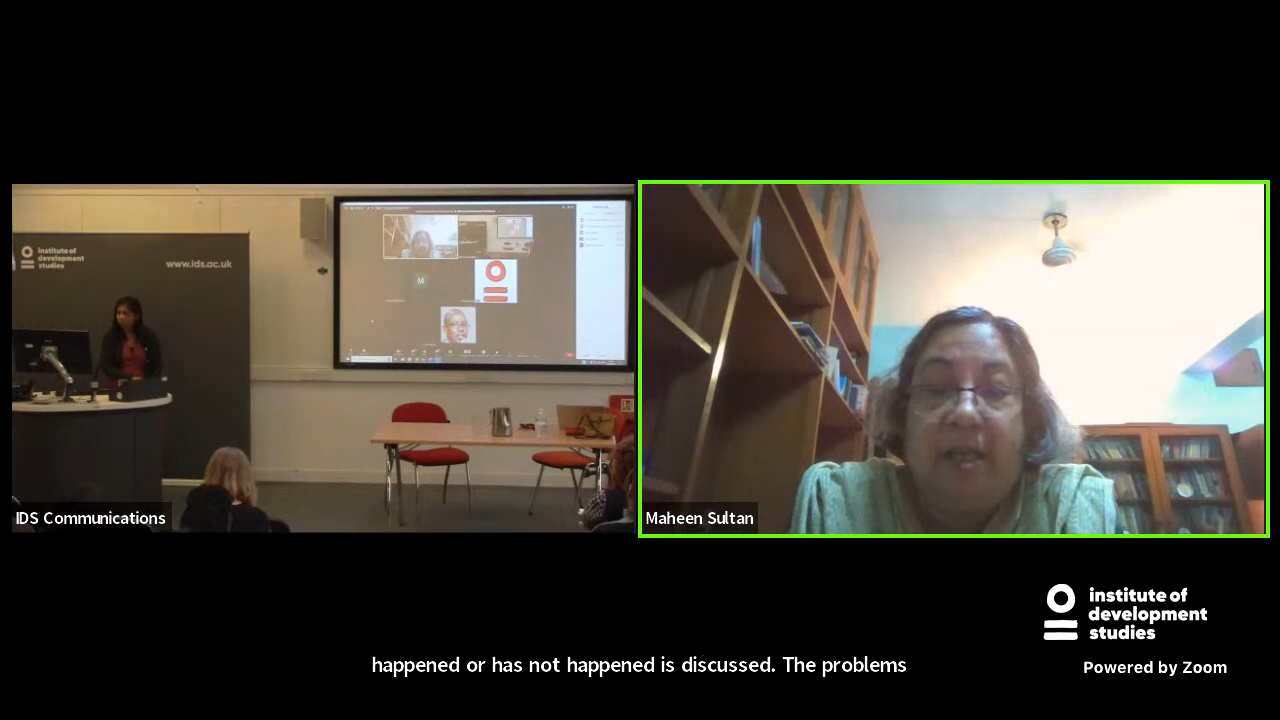 institute of
development
studies
www.ids.ac.uk
M
IDS Communications
Maheen Sultan
institute of
development
studies
happened or has not happened is discussed. The problems
Powered by Zoom